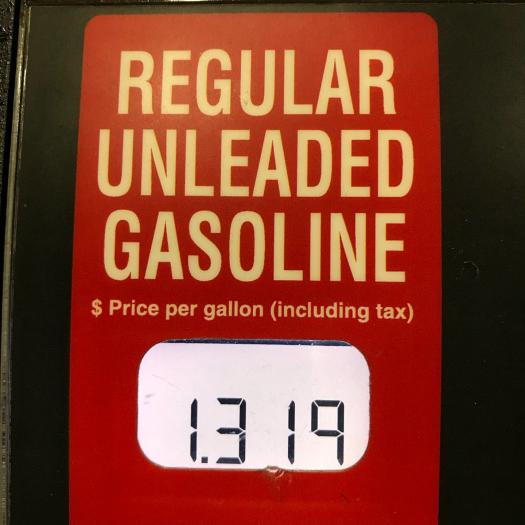 REGULAR
UNLEADED
GASOLINE
$ Price per gallon (including tax)
1.319